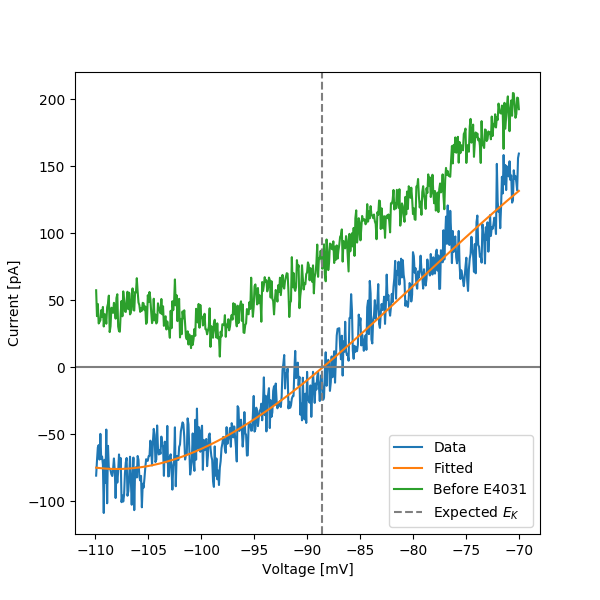 200
150
100
50
0
−50
−100
Current [pA]
Data
Fitted
Before E4031
Expected E_K
−110 −105 −100 −95 −90 −85 −80 −75 −70
Voltage [mV]